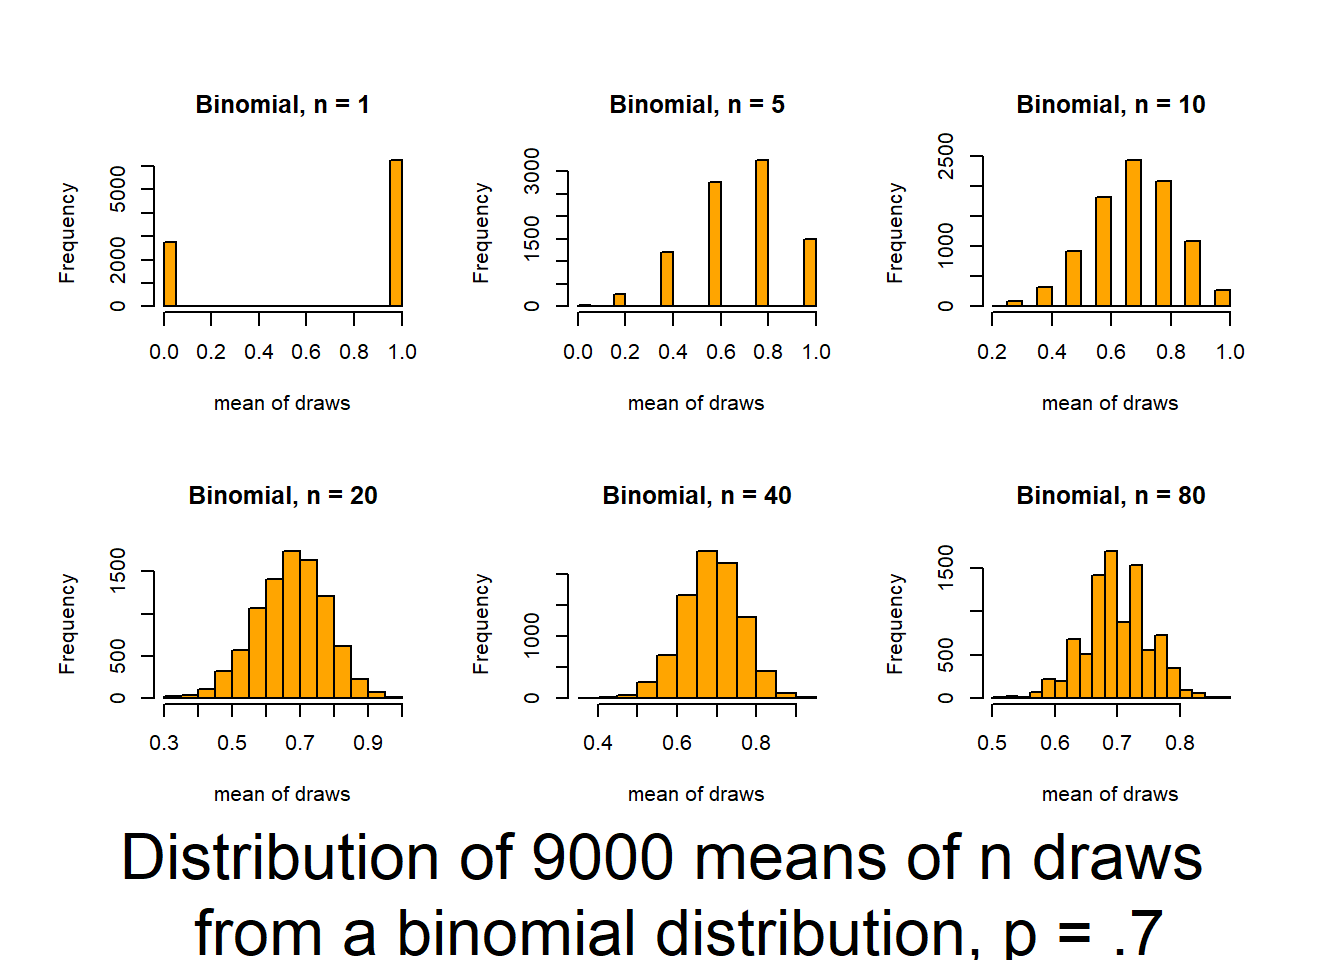 Binomial, n = 1
Frequency
0 2000 5000
0.0 0.2 0.4 0.6 0.8 1.0
mean of draws
Binomial, n = 5
Frequency
0 1500 3000
0.0 0.2 0.4 0.6 0.8 1.0
mean of draws
Binomial, n = 10
Frequency
0 1000 2500
0.2 0.4 0.6 0.8 1.0
mean of draws
Binomial, n = 20
Frequency
0 500 1500
0.3 0.5 0.7 0.9
mean of draws
Binomial, n = 40
Frequency
0 1000
0.4 0.6 0.8
mean of draws
Binomial, n = 80
Frequency
0 500 1500
0.5 0.6 0.7 0.8
mean of draws
Distribution of 9000 means of n draws
from a binomial distribution, p = .7